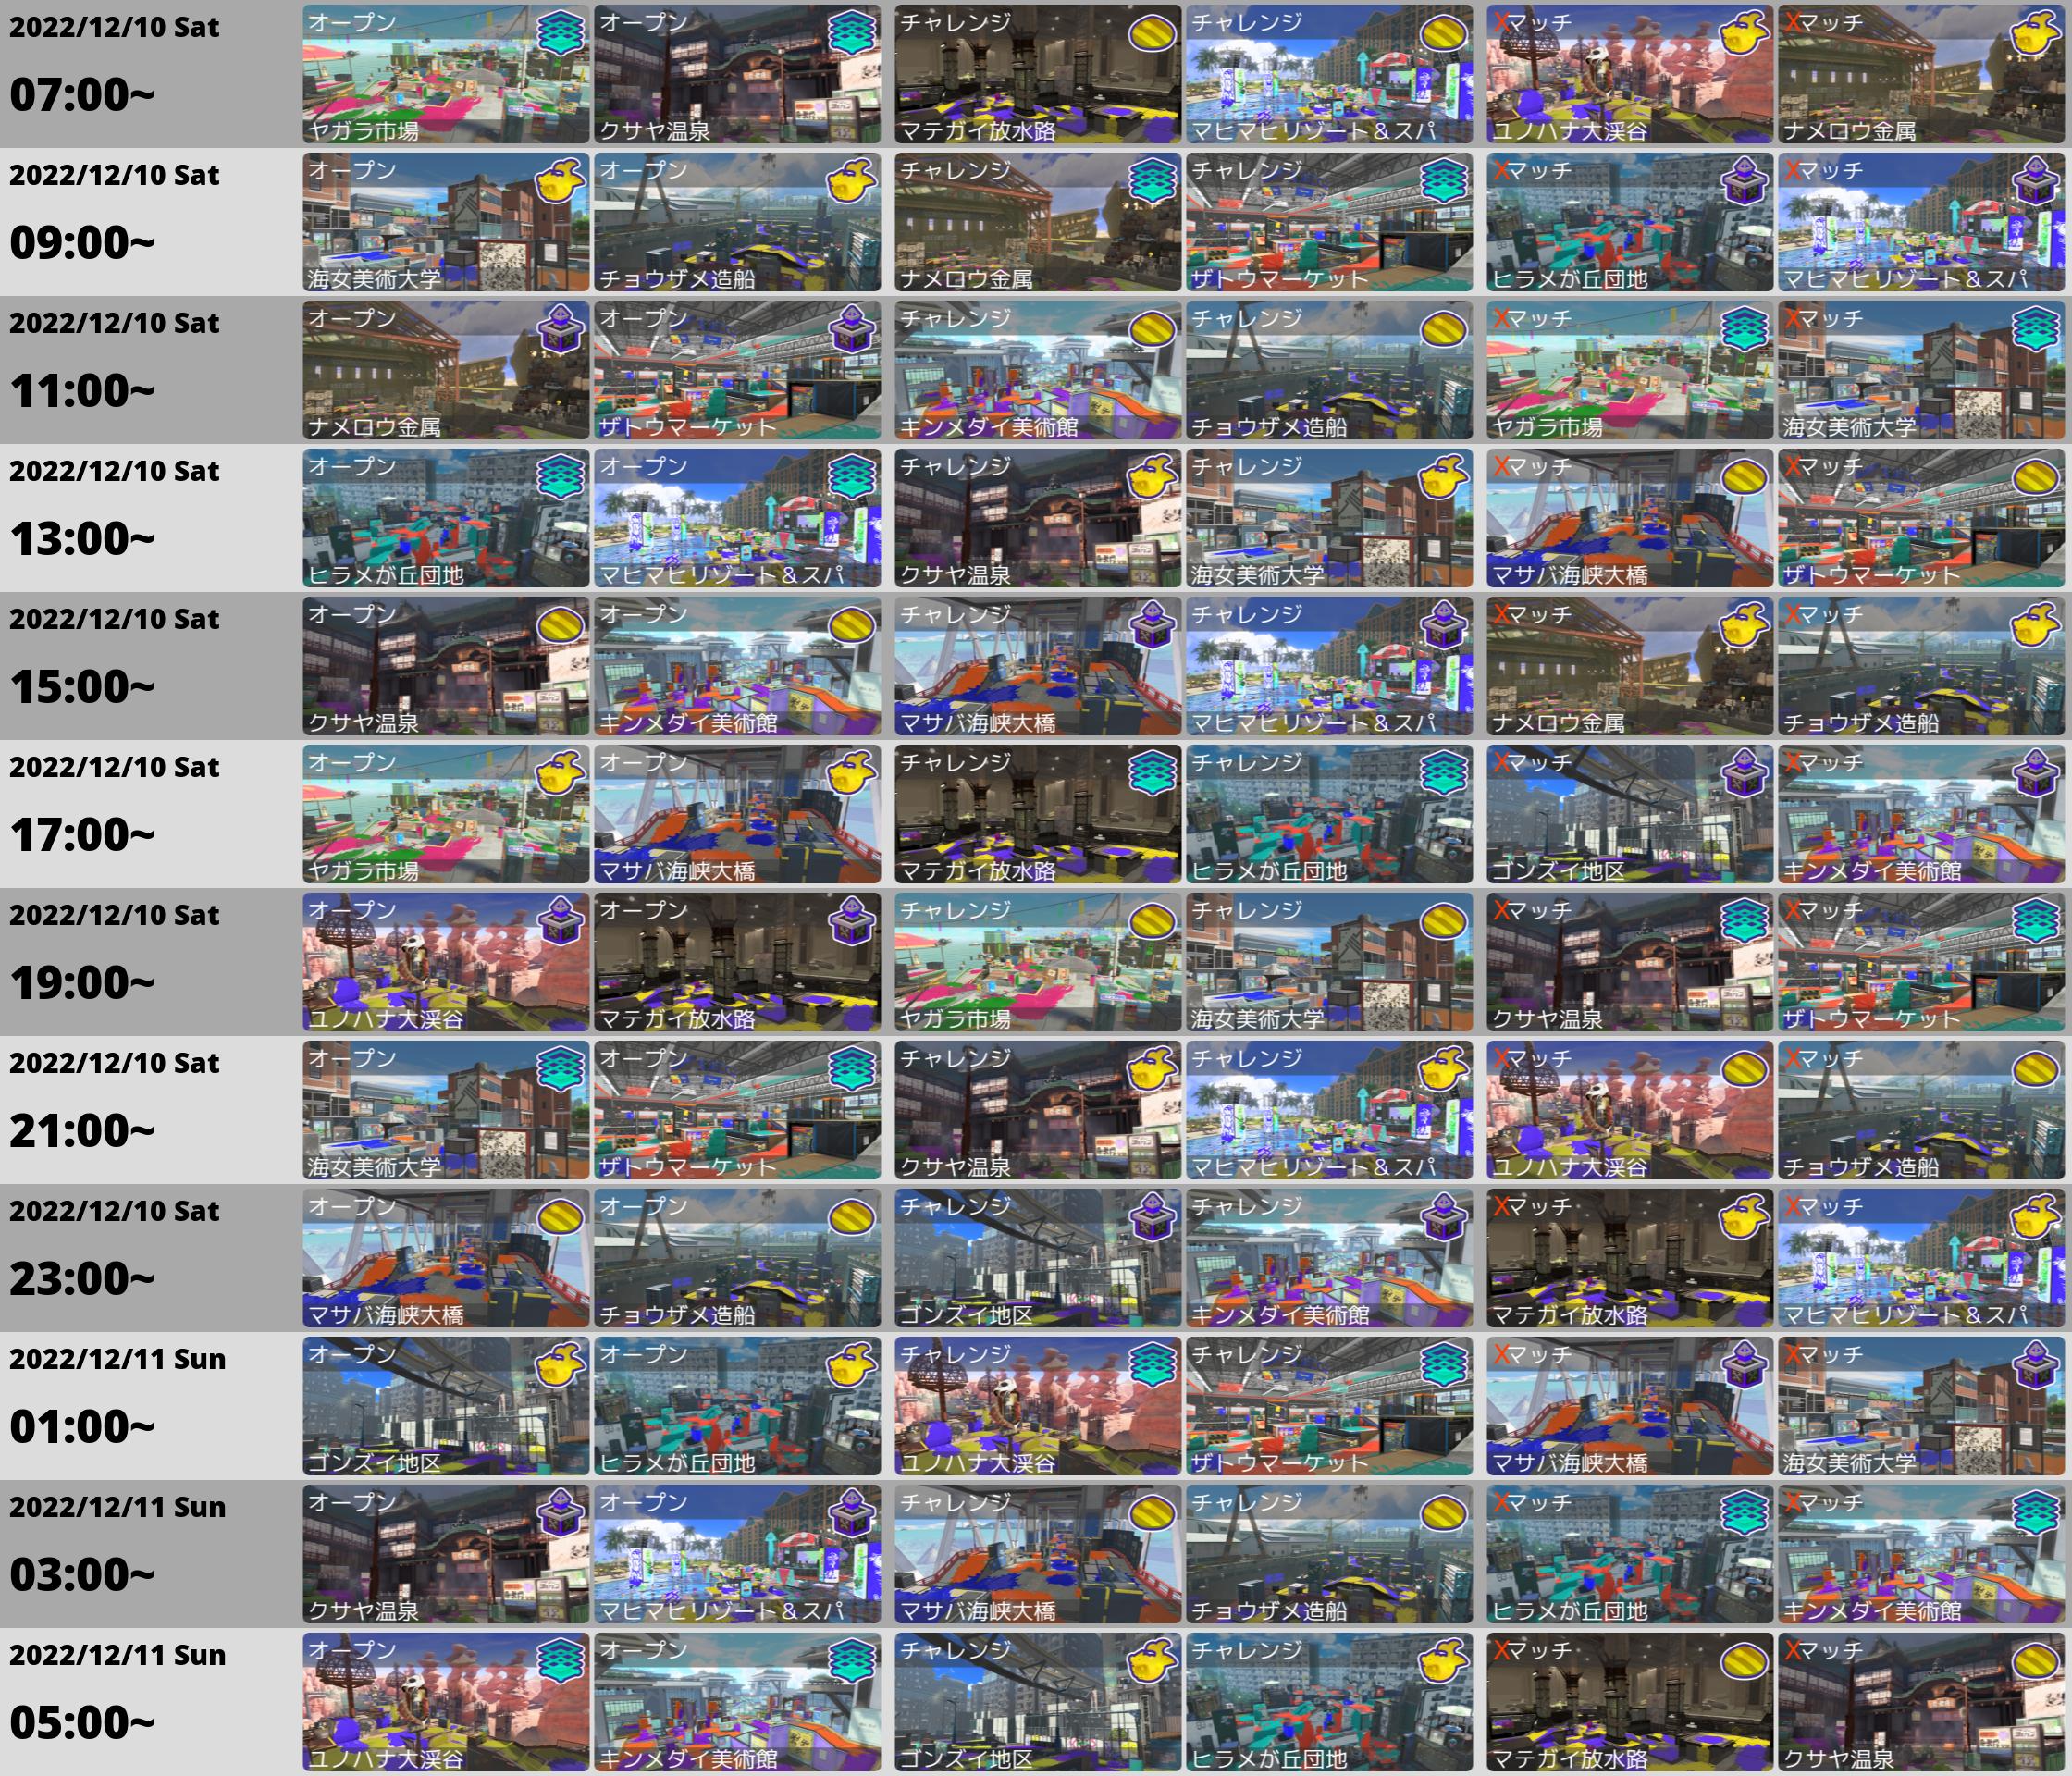 2022/12/10 Sat
07:00~
オープン オープン チャレンジ チャレンジ Xマッチ Xマッチ
ヤガラ市場 クサヤ温泉 マテガイ放水路 マヒマヒリゾート＆スパ ユノハナ大渓谷 ナメロウ金属
2022/12/10 Sat
09:00~
オープン オープン チャレンジ チャレンジ Xマッチ Xマッチ
海女美術大学 チョウザメ造船 ナメロウ金属 ザトウマーケット ヒラメが丘団地 マヒマヒリゾート＆スパ
2022/12/10 Sat
11:00~
オープン オープン チャレンジ チャレンジ Xマッチ Xマッチ
ナメロウ金属 ザトウマーケット キンメダイ美術館 チョウザメ造船 ヤガラ市場 海女美術大学
2022/12/10 Sat
13:00~
オープン オープン チャレンジ チャレンジ Xマッチ Xマッチ
ヒラメが丘団地 マヒマヒリゾート＆スパ クサヤ温泉 海女美術大学 マサバ海峡大橋 ザトウマーケット
2022/12/10 Sat
15:00~
オープン オープン チャレンジ チャレンジ Xマッチ Xマッチ
クサヤ温泉 キンメダイ美術館 マサバ海峡大橋 マヒマヒリゾート＆スパ ナメロウ金属 チョウザメ造船
2022/12/10 Sat
17:00~
オープン オープン チャレンジ チャレンジ Xマッチ Xマッチ
ヤガラ市場 マサバ海峡大橋 マテガイ放水路 ヒラメが丘団地 ゴンズイ地区 キンメダイ美術館
2022/12/10 Sat
19:00~
オープン オープン チャレンジ チャレンジ Xマッチ Xマッチ
ユノハナ大渓谷 マテガイ放水路 ヤガラ市場 海女美術大学 クサヤ温泉 ザトウマーケット
2022/12/10 Sat
21:00~
オープン オープン チャレンジ チャレンジ Xマッチ Xマッチ
海女美術大学 ザトウマーケット クサヤ温泉 マヒマヒリゾート＆スパ ユノハナ大渓谷 チョウザメ造船
2022/12/10 Sat
23:00~
オープン オープン チャレンジ チャレンジ Xマッチ Xマッチ
マサバ海峡大橋 チョウザメ造船 ゴンズイ地区 キンメダイ美術館 マテガイ放水路 マヒマヒリゾート＆スパ
2022/12/11 Sun
01:00~
オープン オープン チャレンジ チャレンジ Xマッチ Xマッチ
ゴンズイ地区 ヒラメが丘団地 ユノハナ大渓谷 ザトウマーケット マサバ海峡大橋 海女美術大学
2022/12/11 Sun
03:00~
オープン オープン チャレンジ チャレンジ Xマッチ Xマッチ
クサヤ温泉 マヒマヒリゾート＆スパ マサバ海峡大橋 チョウザメ造船 ヒラメが丘団地 キンメダイ美術館
2022/12/11 Sun
05:00~
オープン オープン チャレンジ チャレンジ Xマッチ Xマッチ
ユノハナ大渓谷 キンメダイ美術館 ゴンズイ地区 ヒラメが丘団地 マテガイ放水路 クサヤ温泉